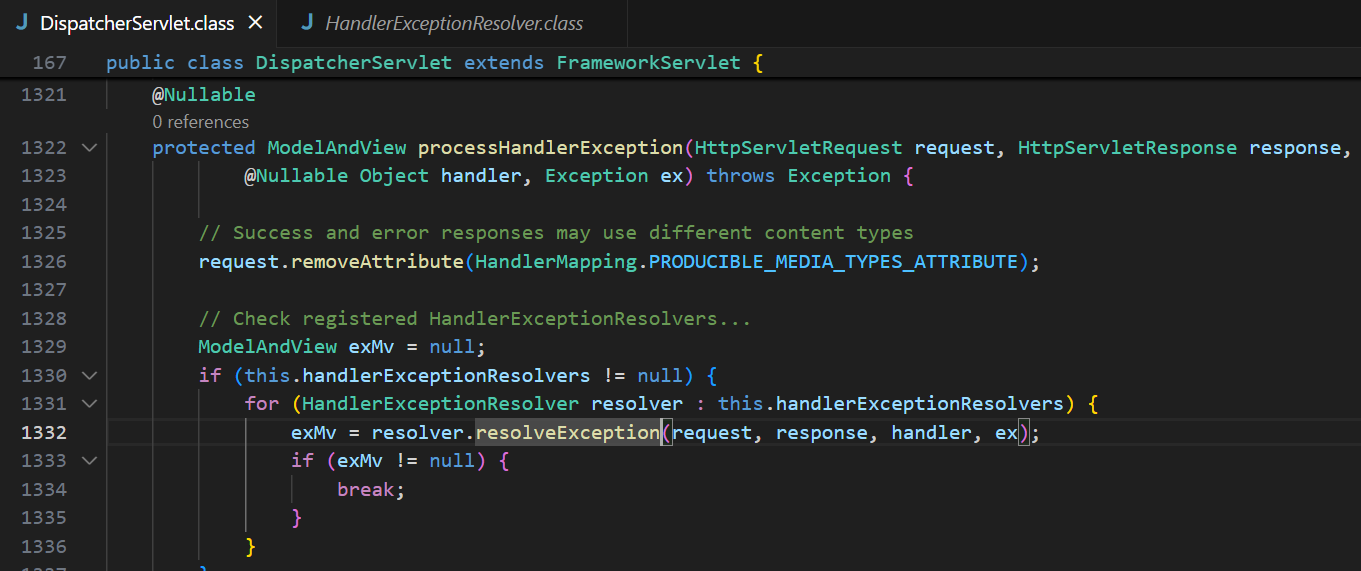 DispatcherServlet.class
HandlerExceptionResolver.class
167 public class DispatcherServlet extends FrameworkServlet {
1321 @Nullable
0 references
1322 protected ModelAndView processHandlerException(HttpServletRequest request, HttpServletResponse response,
1323 @Nullable Object handler, Exception ex) throws Exception {
1324
1325 // Success and error responses may use different content types
1326 request.removeAttribute(HandlerMapping.PRODUCIBLE_MEDIA_TYPES_ATTRIBUTE);
1327
1328 // Check registered HandlerExceptionResolvers...
1329 ModelAndView exMv = null;
1330 if (this.handlerExceptionResolvers != null) {
1331 for (HandlerExceptionResolver resolver : this.handlerExceptionResolvers) {
1332 exMv = resolver.resolveException(request, response, handler, ex);
1333 if (exMv != null) {
1334 break;
1335 }
1336 }